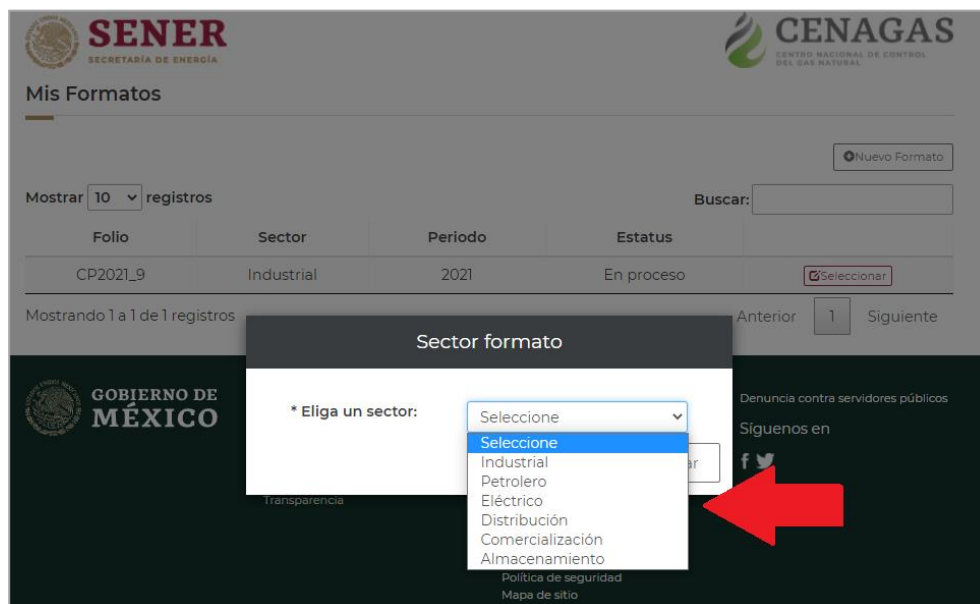 SENER
SECRETARÍA DE ENERGÍA
CENAGAS
CENTRO NACIONAL DE CONTROL
DEL GAS NATURAL
Mis Formatos
Nuevo Formato
Mostrar 10 registros
Buscar:
Folio Sector Periodo Estatus
CP2021_9 Industrial 2021 En proceso Seleccionar
Mostrando 1 a 1 de 1 registros
Anterior 1 Siguiente
Sector formato
* Eliga un sector:
Seleccione
Seleccione
Industrial
Petrolero
Eléctrico
Distribución
Comercialización
Almacenamiento
GOBIERNO DE
MÉXICO
Denuncia contra servidores públicos
Síguenos en
Transparencia
Política de seguridad
Mapa de sitio